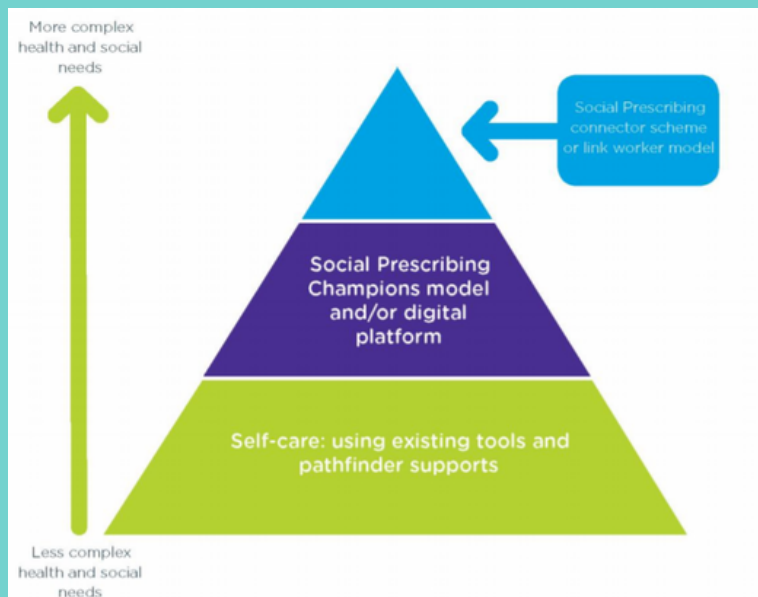 More complex
health and social
needs
Social Prescribing
connector scheme
or link worker model
Social Prescribing
Champions model
and/or digital
platform
Self-care: using existing tools and
pathfinder supports
Less complex
health and social
needs